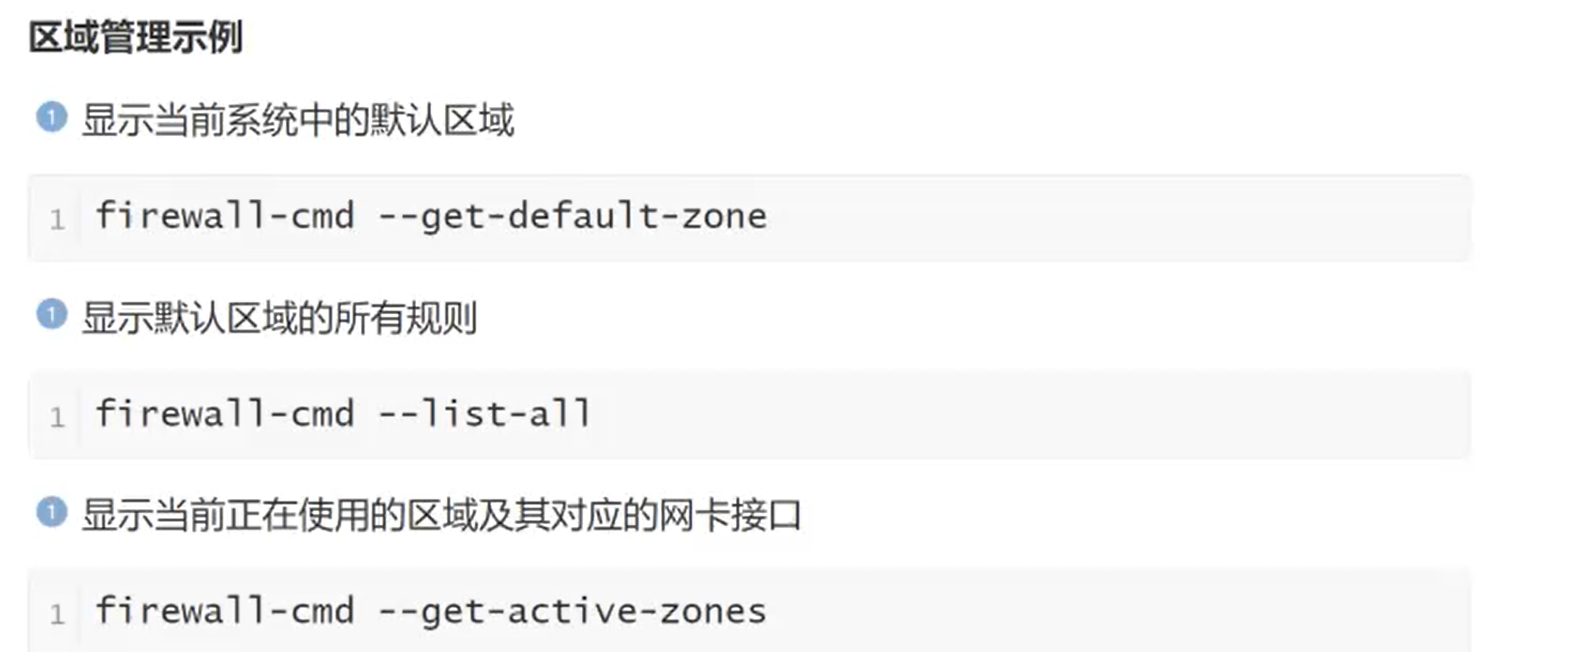 区域管理示例
1 显示当前系统中的默认区域
1 firewall-cmd --get-default-zone
1 显示默认区域的所有规则
1 firewall-cmd --list-all
1 显示当前正在使用的区域及其对应的网卡接口
1 firewall-cmd --get-active-zones